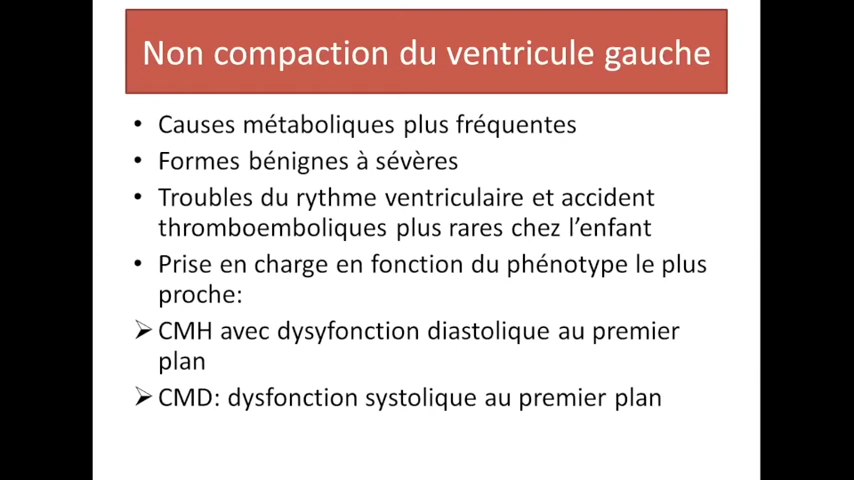 Non compaction du ventricule gauche
• Causes métaboliques plus fréquentes
• Formes bénignes à sévères
• Troubles du rythme ventriculaire et accident
thromboemboliques plus rares chez l’enfant
• Prise en charge en fonction du phénotype le plus
proche:
➢ CMH avec dysyfonction diastolique au premier
plan
➢ CMD: dysfonction systolique au premier plan